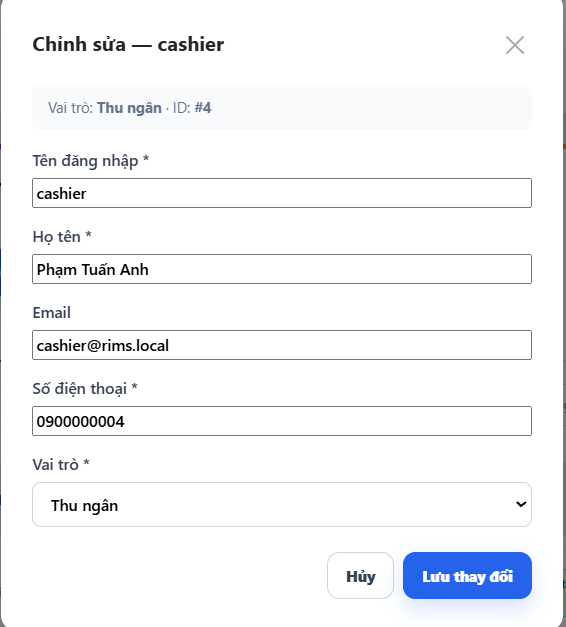 Chỉnh sửa — cashier
Vai trò: Thu ngân · ID: #4
Tên đăng nhập *
cashier
Họ tên *
Phạm Tuấn Anh
Email
cashier@rims.local
Số điện thoại *
0900000004
Vai trò *
Thu ngân
Hủy
Lưu thay đổi